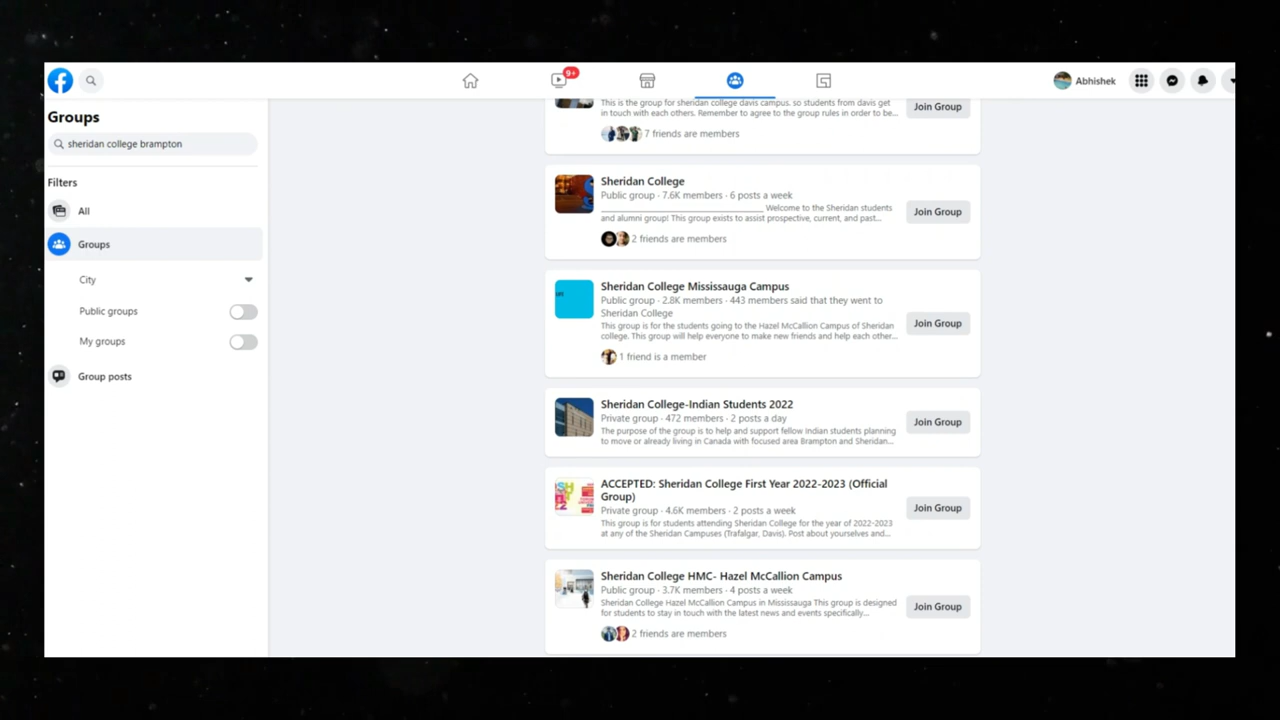 9+
Abhishek
Groups
sheridan college brampton
Filters
All
Groups
City
Public groups
My groups
Group posts
This is the group for sheridan college davis campus. so students from davis get
in touch with each others. Remember to agree to the group rules in order to be...
7 friends are members
Join Group
Sheridan College
Public group · 7.6K members · 6 posts a week
Welcome to the Sheridan students
and alumni group! This group exists to assist prospective, current, and past...
2 friends are members
Join Group
Sheridan College Mississauga Campus
Public group · 2.8K members · 443 members said that they went to
Sheridan College
This group is for the students going to the Hazel McCallion Campus of Sheridan
college. This group will help everyone to make new friends and help each other...
1 friend is a member
Join Group
Sheridan College-Indian Students 2022
Private group · 472 members · 2 posts a day
The purpose of the group is to help and support fellow Indian students planning
to move or already living in Canada with focused area Brampton and Sheridan...
Join Group
ACCEPTED: Sheridan College First Year 2022-2023 (Official
Group)
Private group · 4.6K members · 2 posts a week
This group is for students attending Sheridan College for the year of 2022-2023
at any of the Sheridan Campuses (Trafalgar, Davis). Post about yourselves and...
Join Group
Sheridan College HMC- Hazel McCallion Campus
Public group · 3.7K members · 4 posts a week
Sheridan College Hazel McCallion Campus in Mississauga This group is designed
for students to stay in touch with the latest news and events specifically...
2 friends are members
Join Group